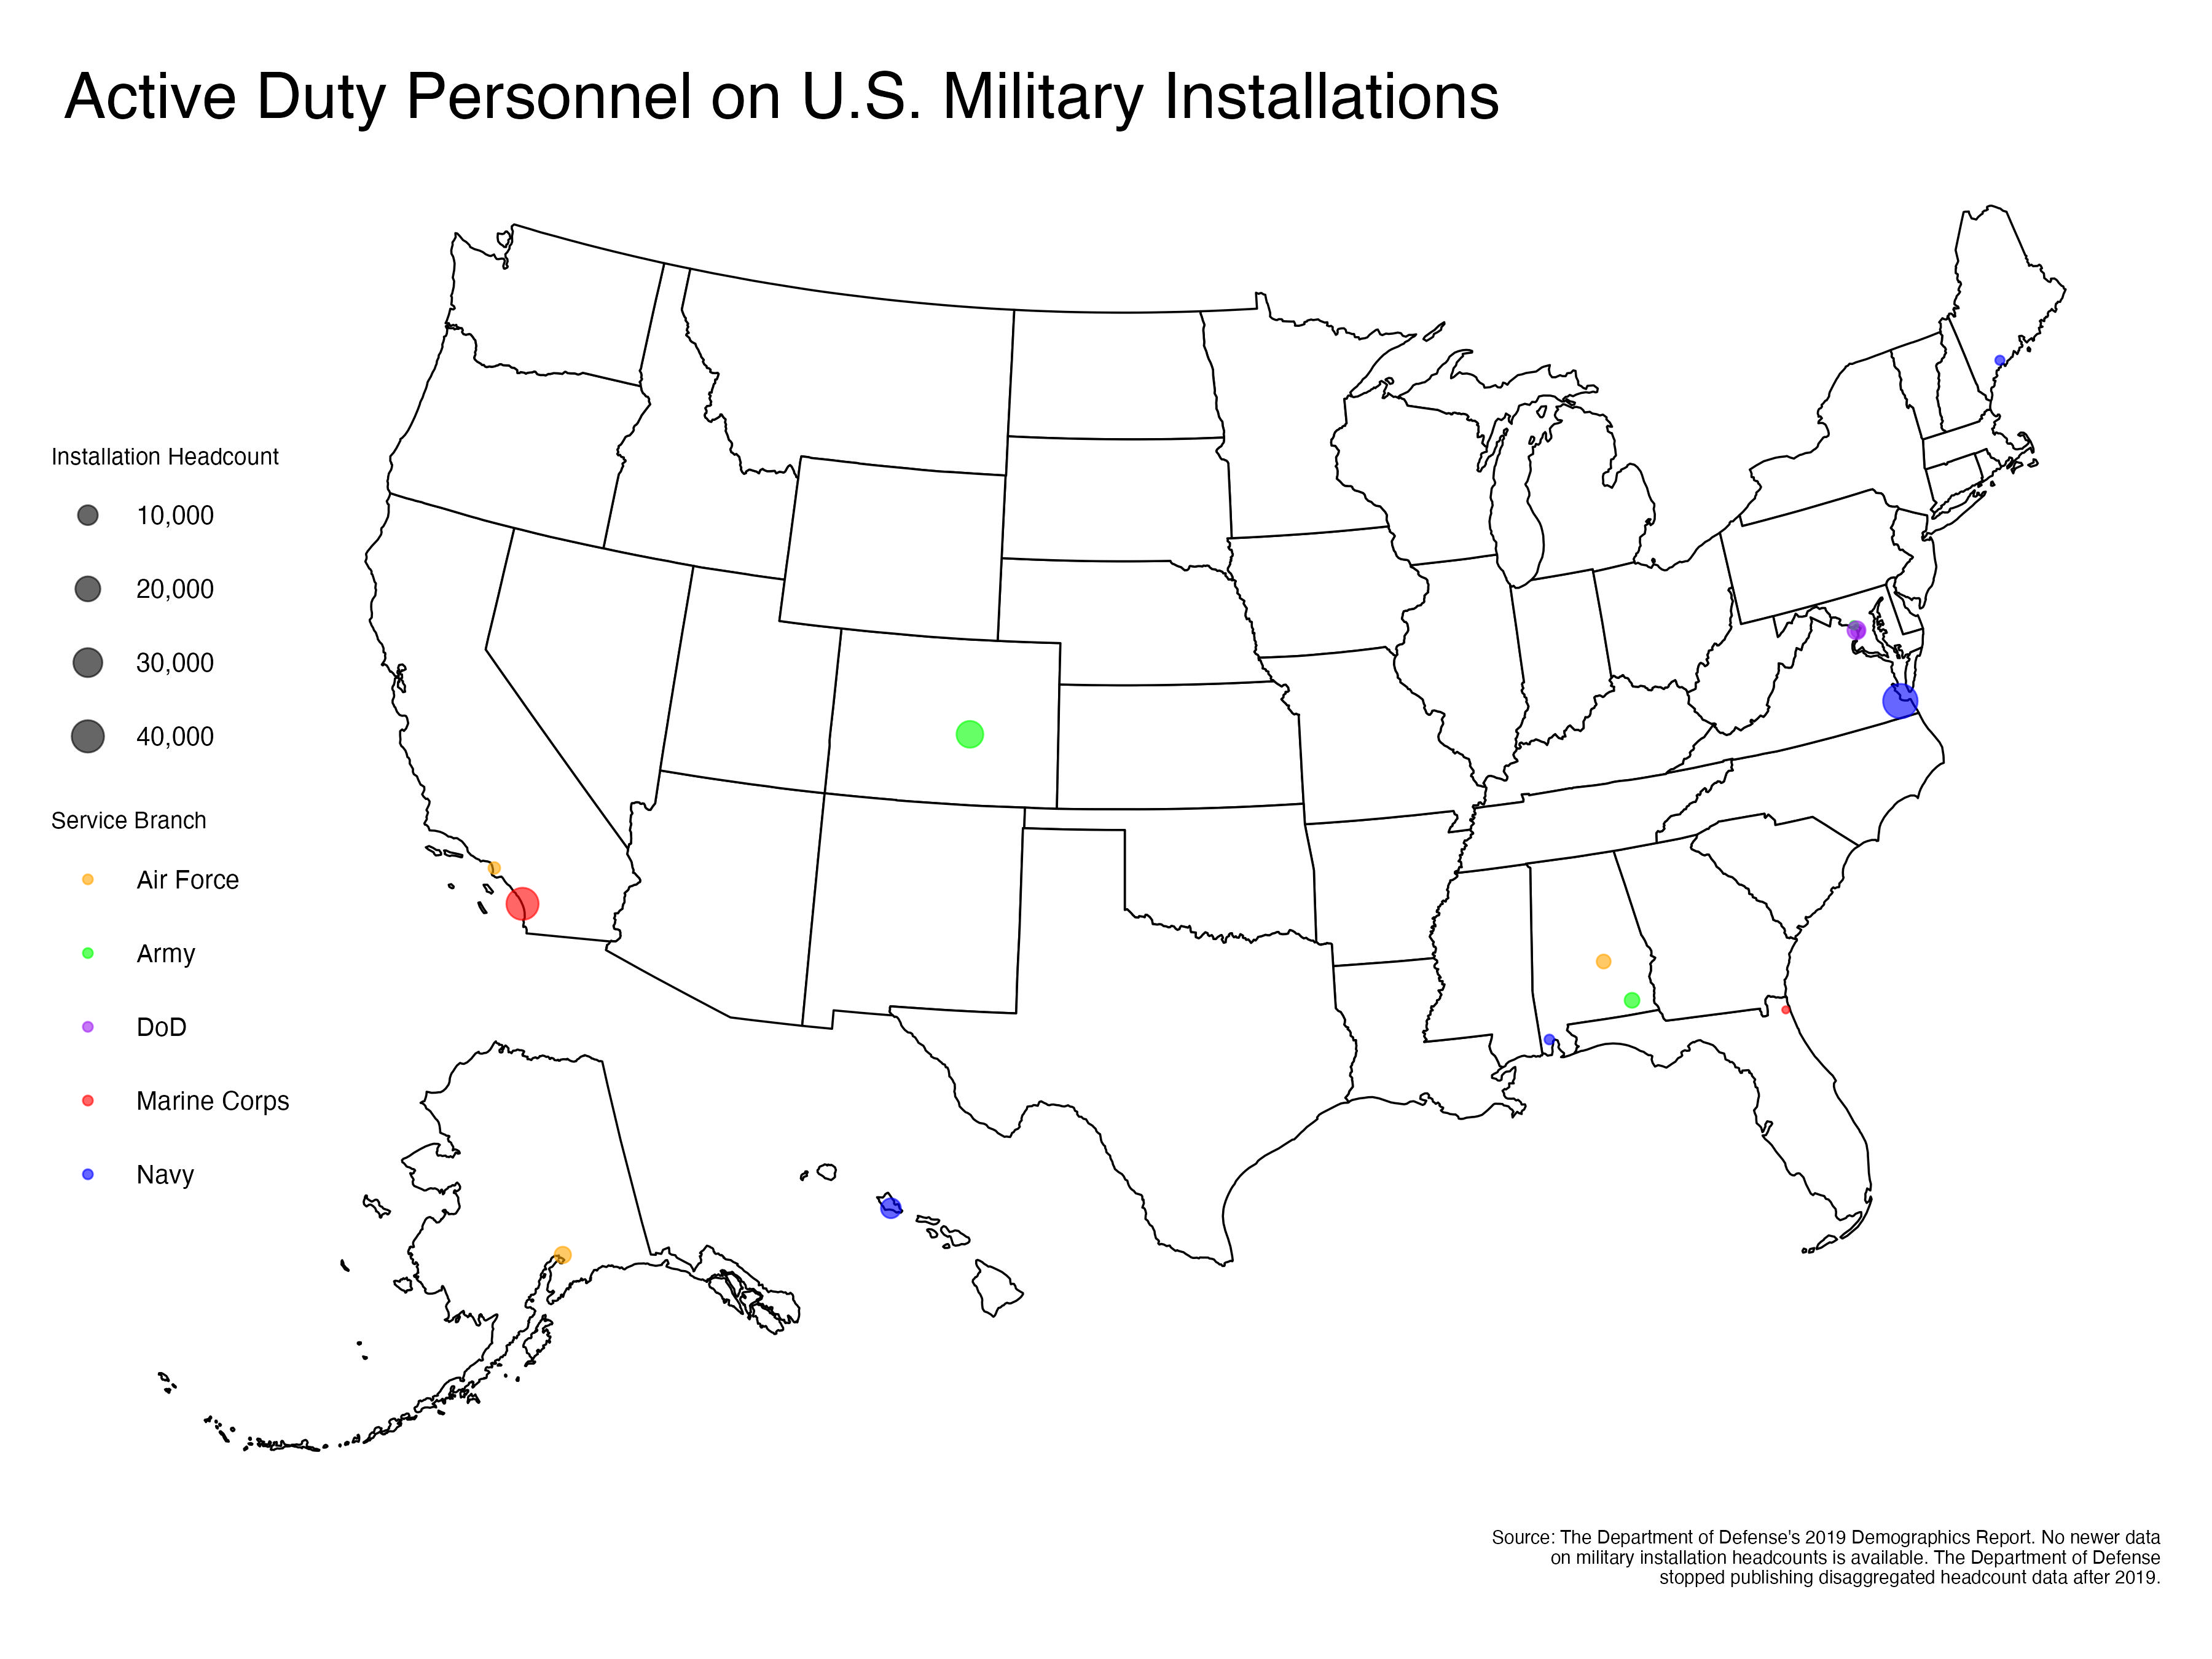 Active Duty Personnel on U.S. Military Installations
Installation Headcount
10,000
20,000
30,000
40,000
Service Branch
Air Force
Army
DoD
Marine Corps
Navy
Source: The Department of Defense's 2019 Demographics Report. No newer data
on military installation headcounts is available. The Department of Defense
stopped publishing disaggregated headcount data after 2019.